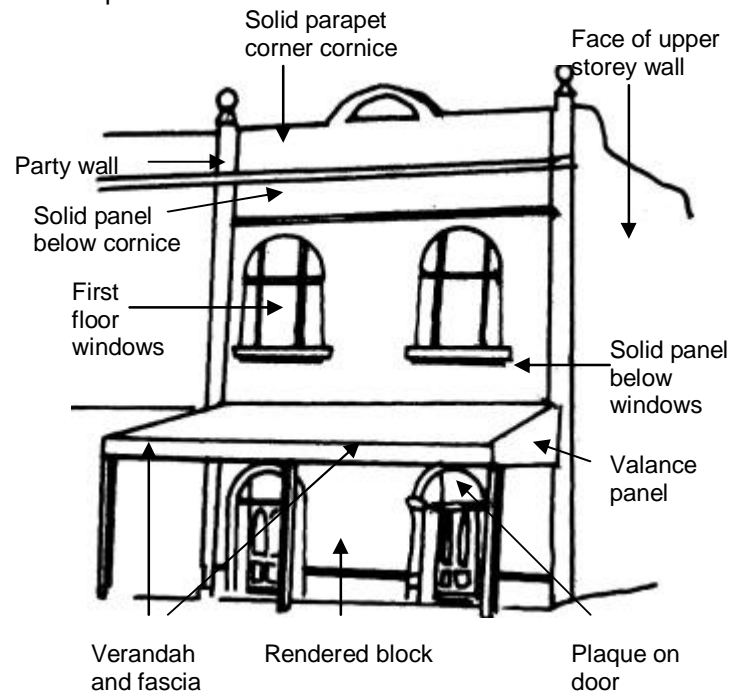 Solid parapet
corner cornice
Face of upper
storey wall
Party wall
Solid panel
below cornice
First
floor
windows
Solid panel
below
windows
Valance
panel
Verandah
and fascia
Rendered block
Plaque on
door